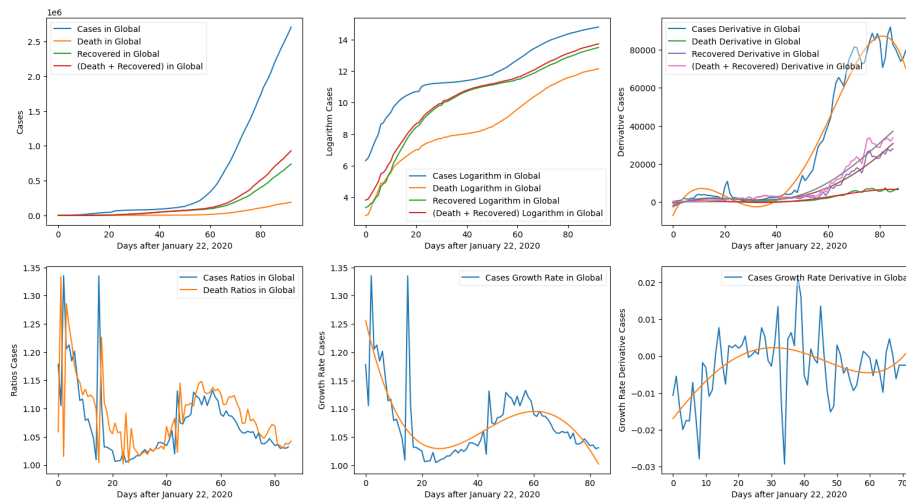 1e6
2.5
2.0
1.5
1.0
0.5
0.0
Cases
Cases in Global
Death in Global
Recovered in Global
(Death + Recovered) in Global
0 20 40 60 80
Days after January 22, 2020
14
12
10
8
6
4
Logarithm Cases
Cases Logarithm in Global
Death Logarithm in Global
Recovered Logarithm in Global
(Death + Recovered) Logarithm in Global
0 20 40 60 80
Days after January 22, 2020
80000
60000
40000
20000
0
Derivative Cases
Cases Derivative in Global
Death Derivative in Global
Recovered Derivative in Global
(Death + Recovered) Derivative in Global
0 20 40 60 80
Days after January 22, 2020
1.35
1.30
1.25
1.20
1.15
1.10
1.05
1.00
Ratios Cases
Cases Ratios in Global
Death Ratios in Global
0 10 20 30 40 50 60 70 80
Days after January 22, 2020
1.35
1.30
1.25
1.20
1.15
1.10
1.05
1.00
Growth Rate Cases
Cases Growth Rate in Global
0 20 40 60 80
Days after January 22, 2020
0.02
0.01
0.00
−0.01
−0.02
−0.03
Growth Rate Derivative Cases
Cases Growth Rate Derivative in Global
0 10 20 30 40 50 60 70
Days after January 22, 2020